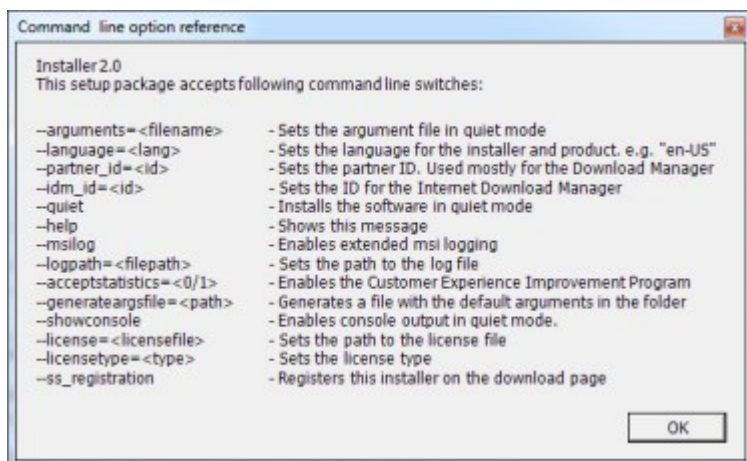 Command line option reference
Installer 2.0
This setup package accepts following command line switches:
--arguments=<filename> - Sets the argument file in quiet mode
--language=<lang> - Sets the language for the installer and product. e.g. "en-US"
--partner_id=<id> - Sets the partner ID. Used mostly for the Download Manager
--idm_id=<id> - Sets the ID for the Internet Download Manager
--quiet - Installs the software in quiet mode
--help - Shows this message
--msilog - Enables extended msi logging
--logpath=<filepath> - Sets the path to the log file
--acceptstatistics=<0/1> - Enables the Customer Experience Improvement Program
--generateargsfile=<path> - Generates a file with the default arguments in the folder
--showconsole - Enables console output in quiet mode.
--license=<licensefile> - Sets the path to the license file
--licensetype=<type> - Sets the license type
--ss_registration - Registers this installer on the download page
OK